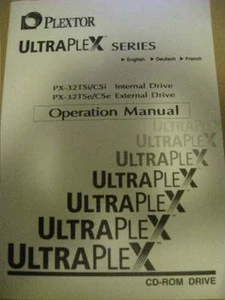 PLEXTOR
ULTRAPLEX SERIES
▶ English ▶ Deutsch ▶ French
PX-32TSi/CSi Internal Drive
PX-32TSe/CSe External Drive
Operation Manual
ULTRAPLEX
ULTRAPLEX
ULTRAPLEX
ULTRAPLEX
ULTRAPLEX
ULTRAPLEX
ULTRAPLEX
CD-ROM DRIVE